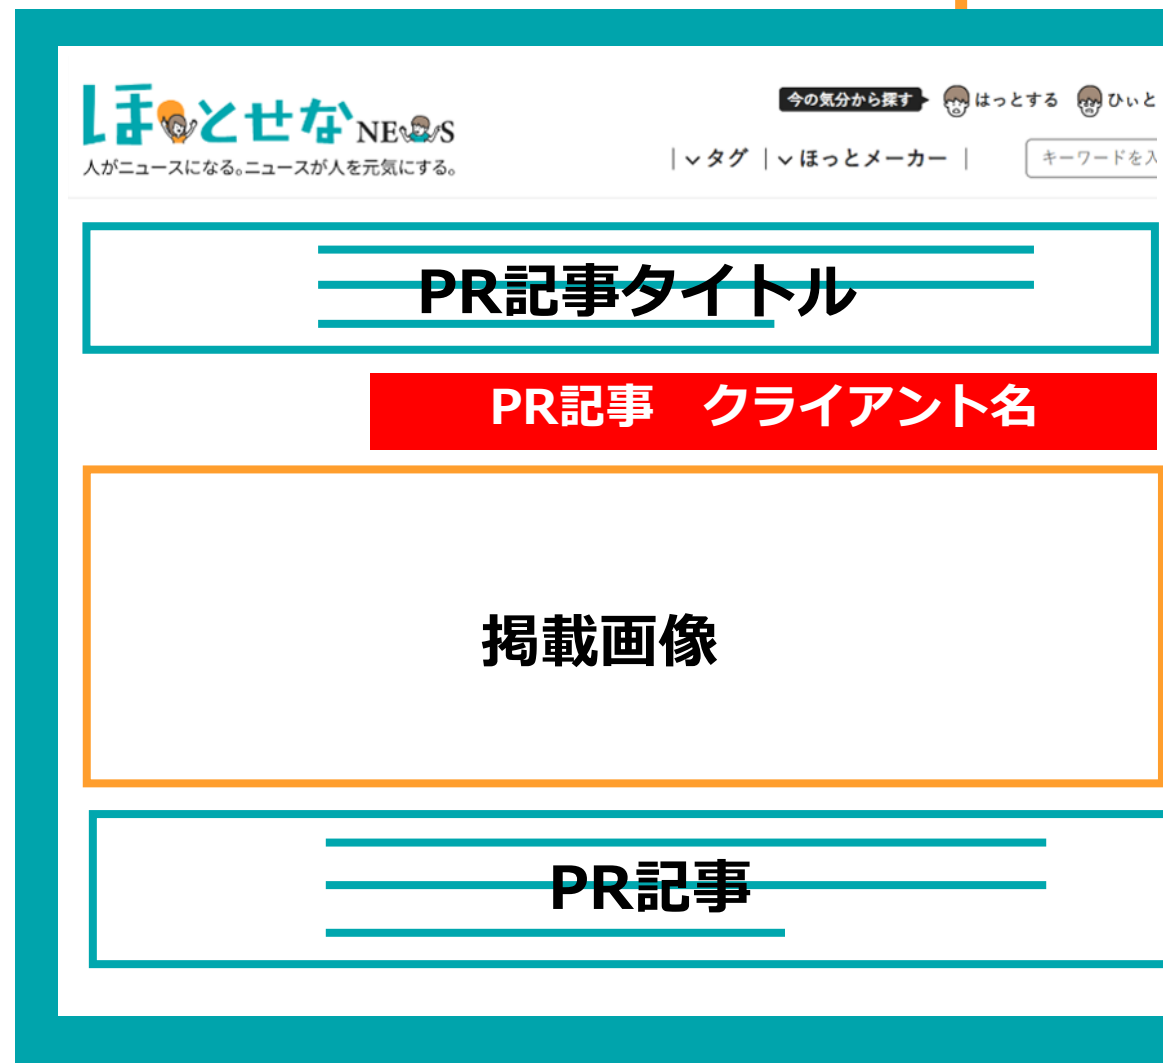 ほっとせなNEWS
人がニュースになる。ニュースが人を元気にする。
今の気分から探す はっとする ひぃと
｜タグ｜ほっとメーカー｜
キーワードを入
PR記事タイトル
PR記事　クライアント名
掲載画像
PR記事